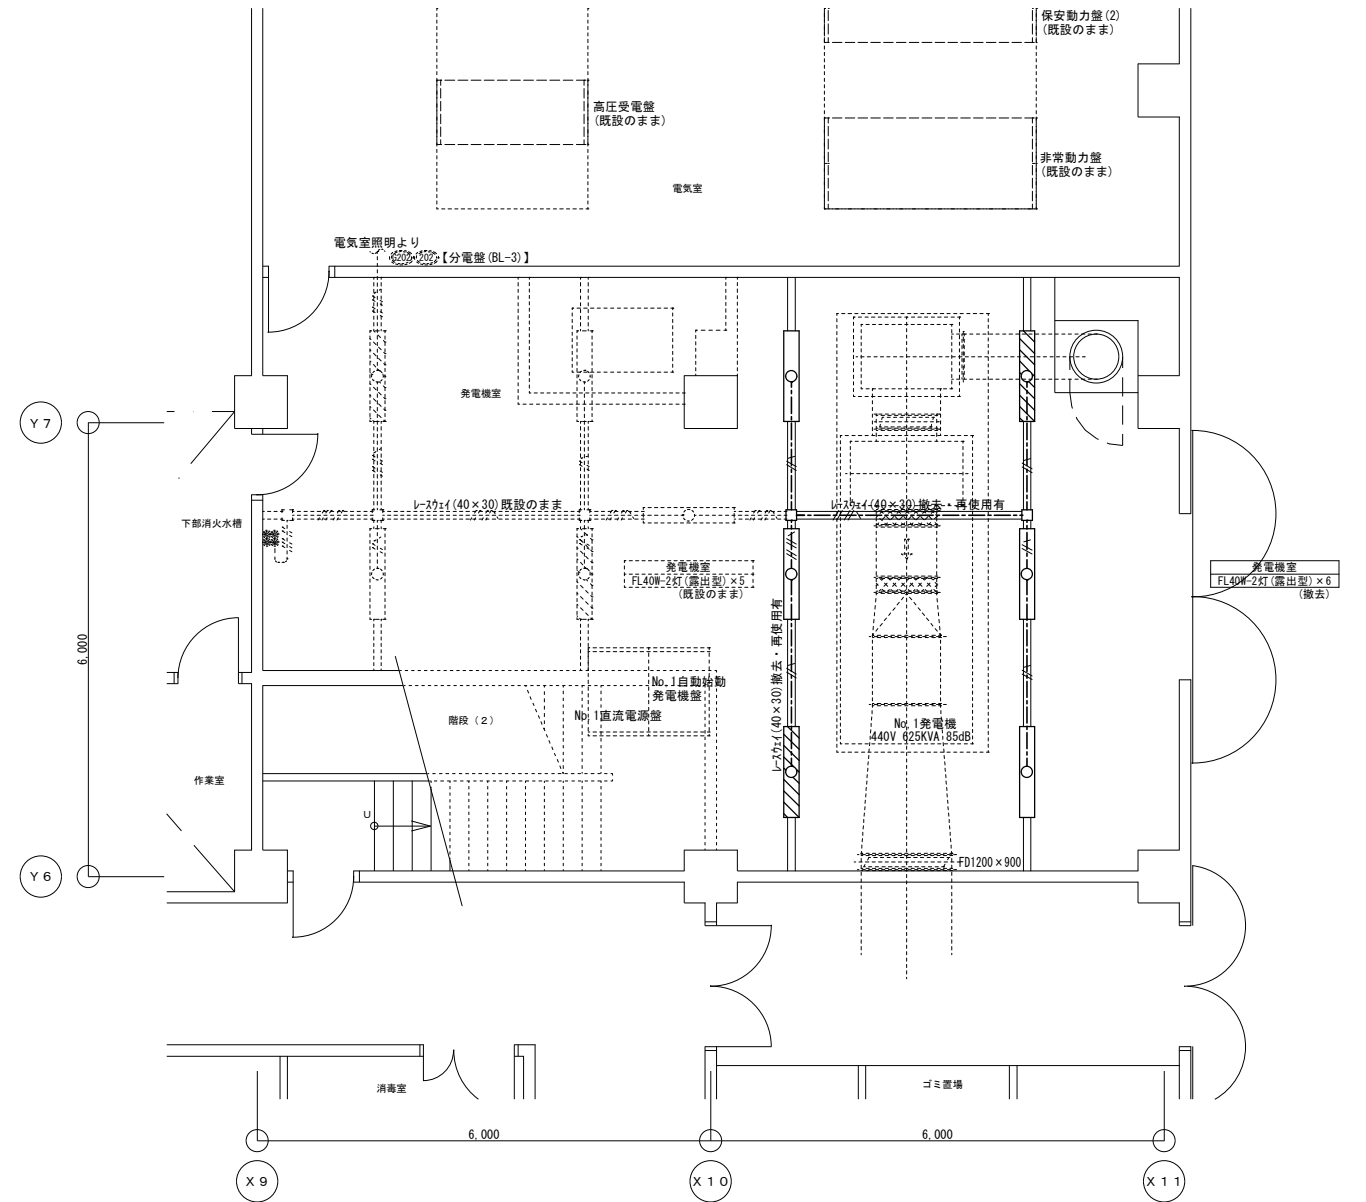 保安動力盤(2)
(既設のまま)
高圧受電盤
(既設のまま)
非常動力盤
(既設のまま)
電気室
電気室照明より
G202 202 【分電盤(BL-3)】
発電機室
Y7
レースウェイ(40×30)既設のまま
レースウェイ(40×30)撤去・再使用有
下部消火水槽
発電機室
FL40W-2灯(露出型)×5
(既設のまま)
発電機室
FL40W-2灯(露出型)×6
(撤去)
レースウェイ(40×30)撤去・再使用有
6,000
No.1自動始動
発電機盤
No.1直流電源盤
階段(2)
No.1発電機
440V 625KVA 85dB
作業室
U
FD1200×900
Y6
消毒室
ゴミ置場
6,000
6,000
X9
X10
X11